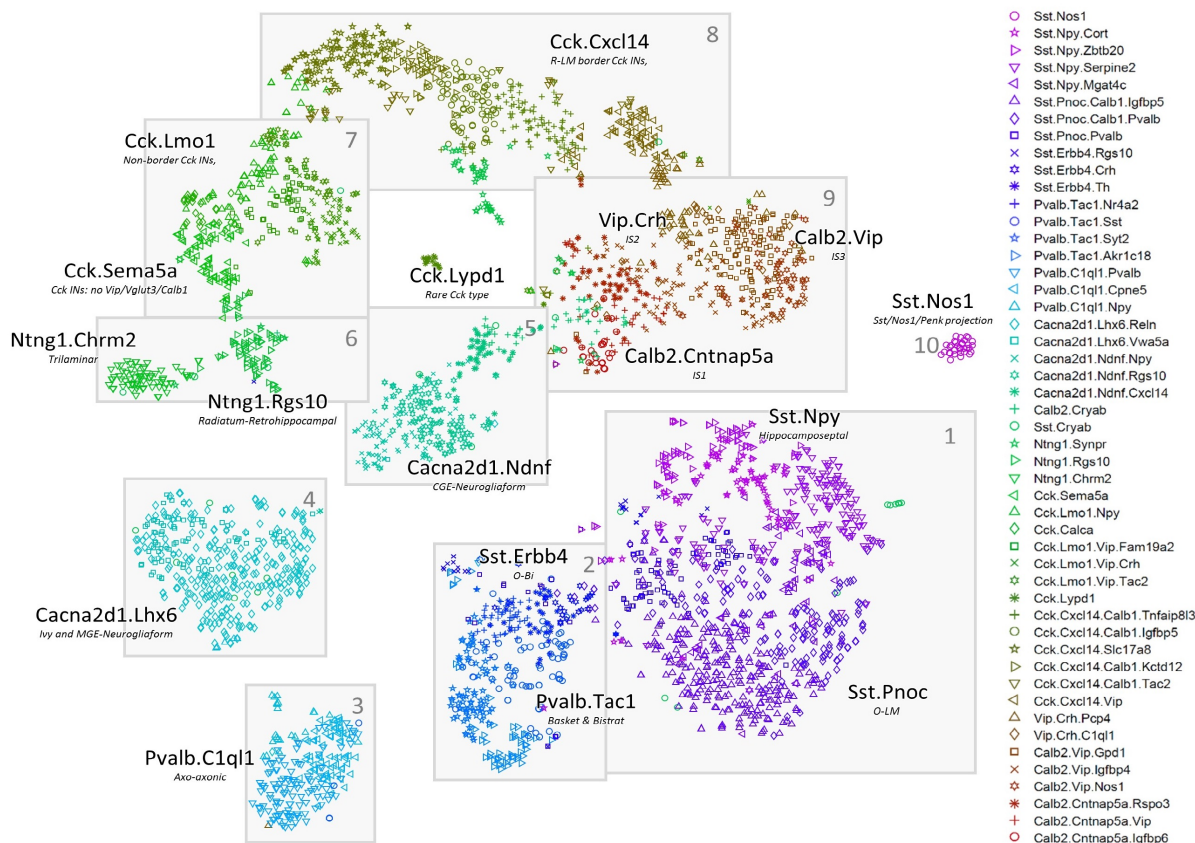 Cck.Cxcl14
R-LM border Cck INs,
8
Cck.Lmo1
Non-border Cck INs,
7
Cck.Sema5a
Cck INs: no Vip/Vglut3/Calb1
Cck.Lypd1
Rare Cck type
Vip.Crh
IS2
9
Calb2.Vip
IS3
Calb2.Cntnap5a
IS1
Sst.Nos1
Sst/Nos1/Penk projection
10
Ntng1.Chrm2
Trilaminar
6
Ntng1.Rgs10
Radiatum-Retrohippocampal
5
Cacna2d1.Ndnf
CGE-Neurogliaform
Sst.Npy
Hippocamposeptal
1
4
Cacna2d1.Lhx6
Ivy and MGE-Neurogliaform
Sst.Erbb4
O-Bi
2
Pvalb.Tac1
Basket & Bistrat
Sst.Pnoc
O-LM
3
Pvalb.C1ql1
Axo-axonic
Sst.Nos1
Sst.Npy.Cort
Sst.Npy.Zbtb20
Sst.Npy.Serpine2
Sst.Npy.Mgat4c
Sst.Pnoc.Calb1.Igfbp5
Sst.Pnoc.Calb1.Pvalb
Sst.Pnoc.Pvalb
Sst.Erbb4.Rgs10
Sst.Erbb4.Crh
Sst.Erbb4.Th
Pvalb.Tac1.Nr4a2
Pvalb.Tac1.Sst
Pvalb.Tac1.Syt2
Pvalb.Tac1.Akr1c18
Pvalb.C1ql1.Pvalb
Pvalb.C1ql1.Cpne5
Pvalb.C1ql1.Npy
Cacna2d1.Lhx6.Reln
Cacna2d1.Lhx6.Vwa5a
Cacna2d1.Ndnf.Npy
Cacna2d1.Ndnf.Rgs10
Cacna2d1.Ndnf.Cxcl14
Calb2.Cryab
Sst.Cryab
Ntng1.Synpr
Ntng1.Rgs10
Ntng1.Chrm2
Cck.Sema5a
Cck.Lmo1.Npy
Cck.Calca
Cck.Lmo1.Vip.Fam19a2
Cck.Lmo1.Vip.Crh
Cck.Lmo1.Vip.Tac2
Cck.Lypd1
Cck.Cxcl14.Calb1.Tnfaip8l3
Cck.Cxcl14.Calb1.Igfbp5
Cck.Cxcl14.Slc17a8
Cck.Cxcl14.Calb1.Kctd12
Cck.Cxcl14.Calb1.Tac2
Cck.Cxcl14.Vip
Vip.Crh.Pcp4
Vip.Crh.C1ql1
Calb2.Vip.Gpd1
Calb2.Vip.Igfbp4
Calb2.Vip.Nos1
Calb2.Cntnap5a.Rspo3
Calb2.Cntnap5a.Vip
Calb2.Cntnap5a.Igfbp6